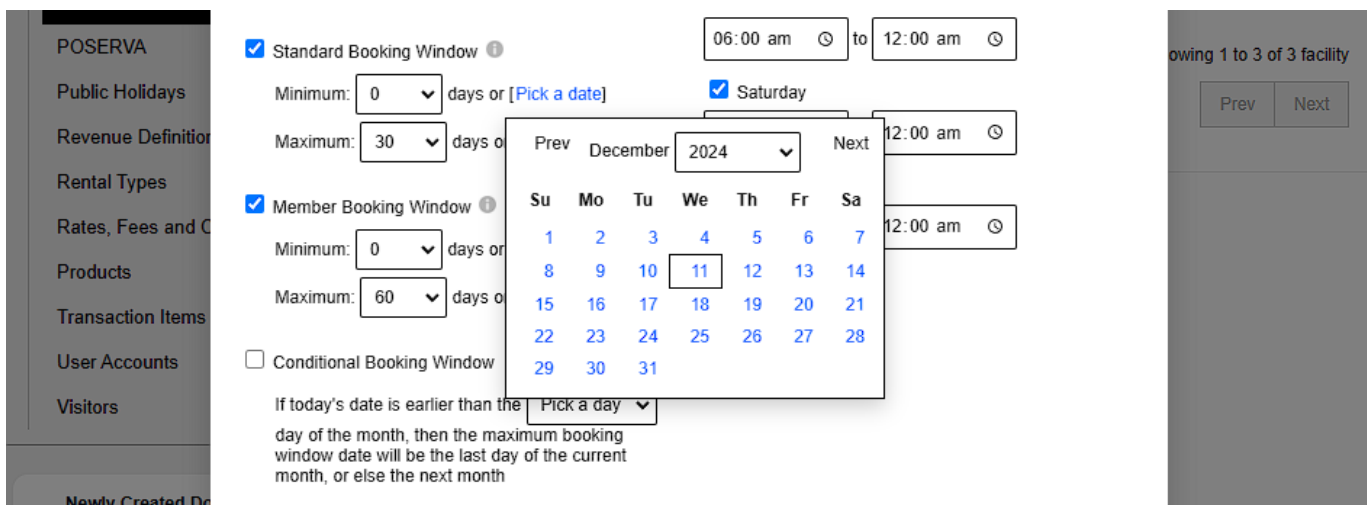 POSERVA
Public Holidays
Revenue Definition
Rental Types
Rates, Fees and
Products
Transaction Items
User Accounts
Visitors
Newly Created
Standard Booking Window
Minimum: 0 days or [Pick a date]
Maximum: 30 days
Member Booking Window
Minimum: 0 days or
Maximum: 60 days
Conditional Booking Window
If today's date is earlier than the Pick a day
day of the month, then the maximum booking
window date will be the last day of the current
month, or else the next month
06:00 am to 12:00 am
Saturday
12:00 am
12:00 am
Prev December 2024 Next
Su Mo Tu We Th Fr Sa
1 2 3 4 5 6 7
8 9 10 11 12 13 14
15 16 17 18 19 20 21
22 23 24 25 26 27 28
29 30 31
owing 1 to 3 of 3 facility
Prev Next